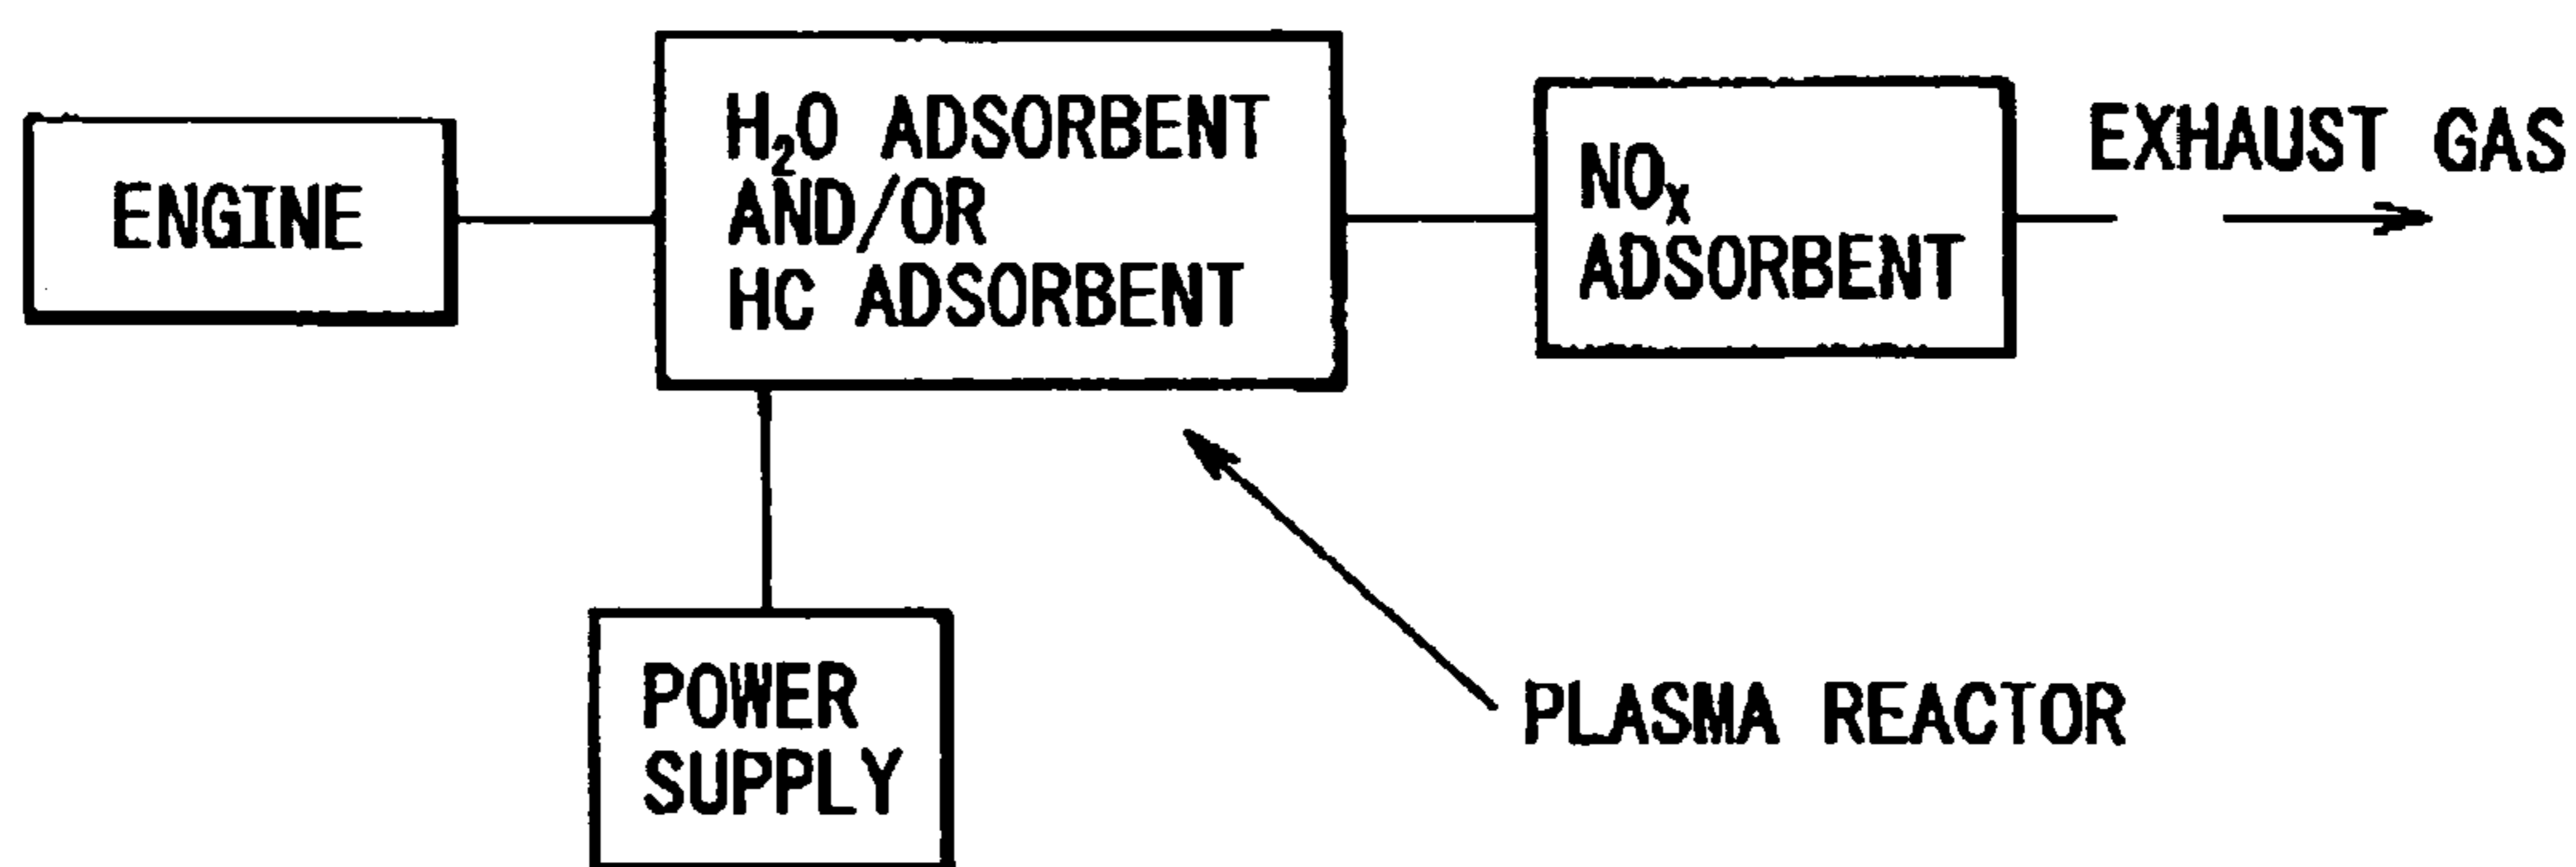 ENGINE
H₂O ADSORBENT
AND/OR
HC ADSORBENT
NOₓ
ADSORBENT
EXHAUST GAS
POWER
SUPPLY
PLASMA REACTOR